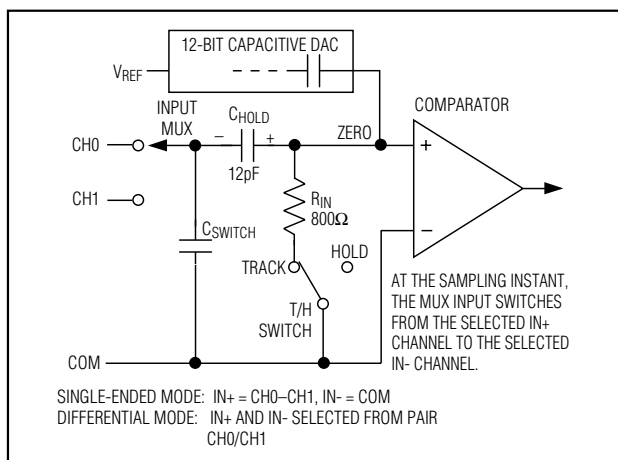 12-BIT CAPACITIVE DAC
VREF
COMPARATOR
INPUT
MUX
CHOLD
ZERO
CH0
− +
+
12pF
CH1
RIN
800Ω
−
CSWITCH
HOLD
TRACK
AT THE SAMPLING INSTANT,
THE MUX INPUT SWITCHES
FROM THE SELECTED IN+
CHANNEL TO THE SELECTED
IN- CHANNEL.
T/H
SWITCH
COM
SINGLE-ENDED MODE: IN+ = CH0–CH1, IN- = COM
DIFFERENTIAL MODE: IN+ AND IN- SELECTED FROM PAIR
CH0/CH1